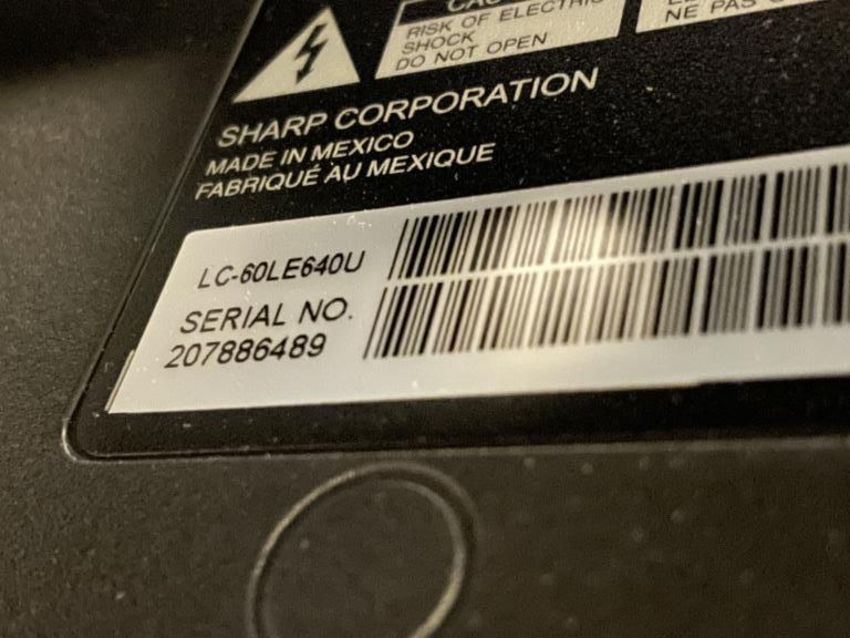 RISK OF ELECTRIC
SHOCK
DO NOT OPEN
NE PAS
SHARP CORPORATION
MADE IN MEXICO
FABRIQUÉ AU MEXIQUE
LC-60LE640U
SERIAL NO.
207886489